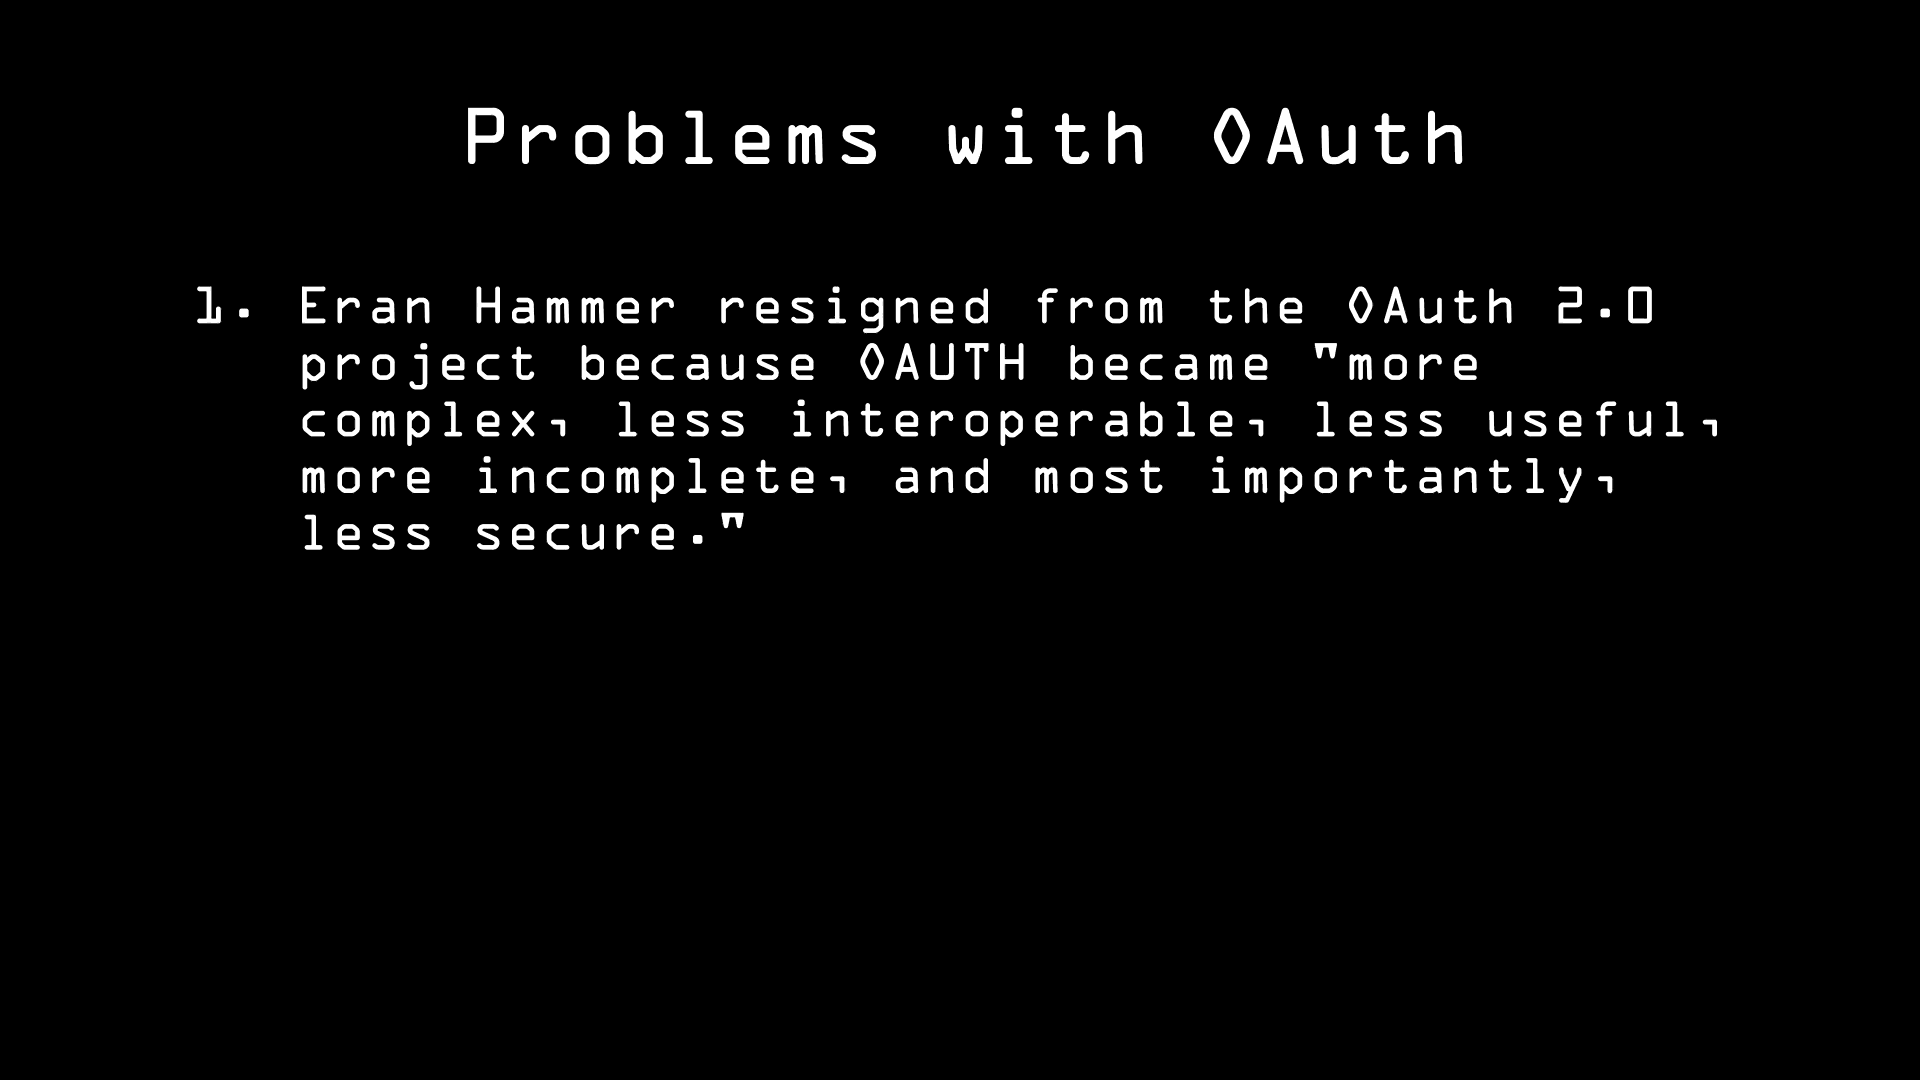 Problems with OAuth
1. Eran Hammer resigned from the OAuth 2.0
project because OAUTH became "more
complex, less interoperable, less useful,
more incomplete, and most importantly,
less secure."